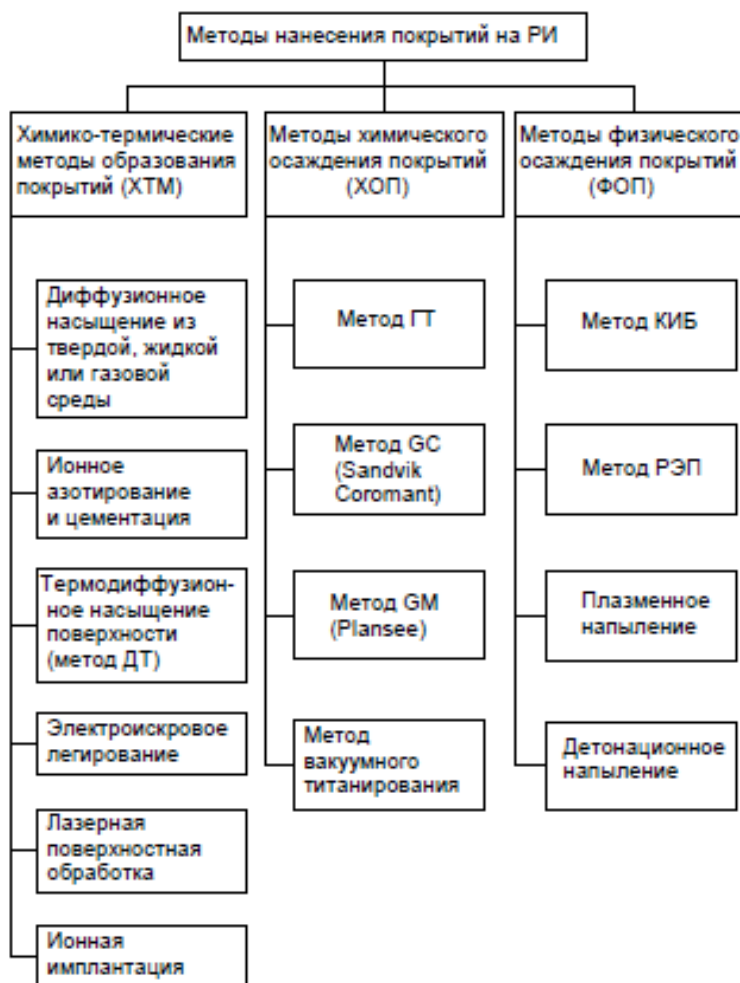 Методы нанесения покрытий на РИ
Химико-термические
методы образования
покрытий (ХТМ)
Диффузионное
насыщение из
твердой, жидкой
или газовой
среды
Ионное
азотирование
и цементация
Термодиффузион-
ное насыщение
поверхности
(метод ДТ)
Электроискровое
легирование
Лазерная
поверхностная
обработка
Ионная
имплантация
Методы химического
осаждения покрытий
(ХОП)
Метод ГТ
Метод GC
(Sandvik
Coromant)
Метод GM
(Plansee)
Метод
вакуумного
титанирования
Методы физического
осаждения покрытий
(ФОП)
Метод КИБ
Метод РЭП
Плазменное
напыление
Детонационное
напыление